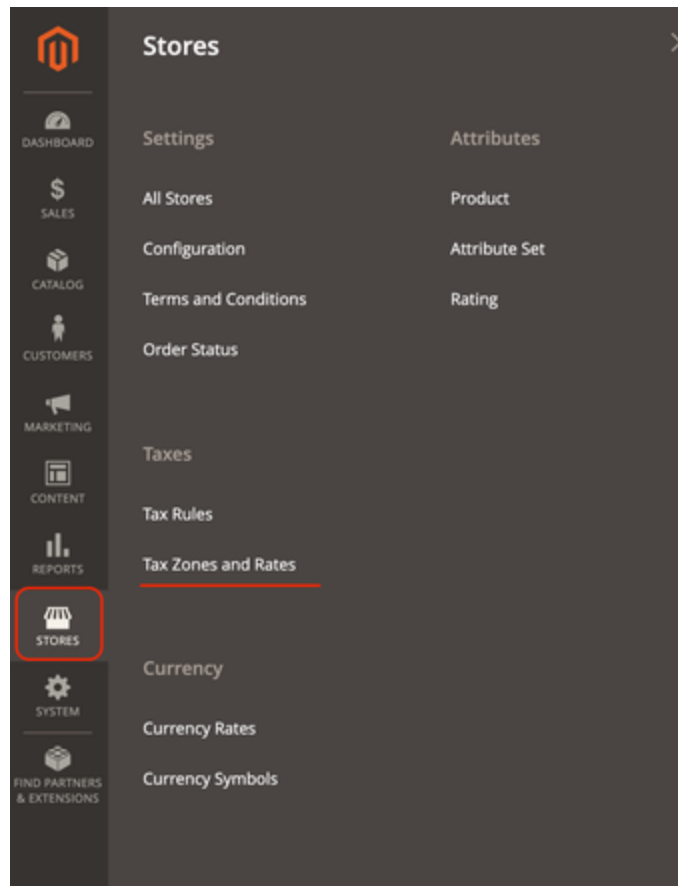 Stores
DASHBOARD
SALES
CATALOG
CUSTOMERS
MARKETING
CONTENT
REPORTS
STORES
SYSTEM
FIND PARTNERS
& EXTENSIONS
Settings
All Stores
Configuration
Terms and Conditions
Order Status
Attributes
Product
Attribute Set
Rating
Taxes
Tax Rules
Tax Zones and Rates
Currency
Currency Rates
Currency Symbols